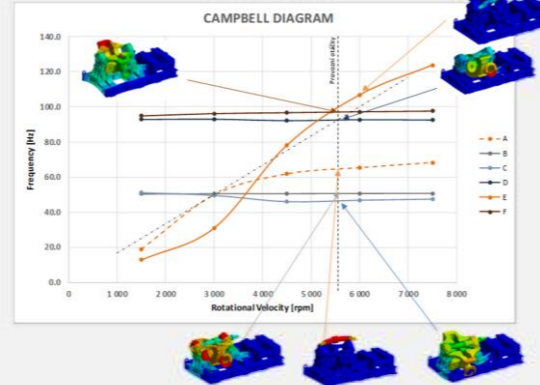 CAMPBELL DIAGRAM
Frequency [Hz]
140.0
120.0
100.0
80.0
60.0
40.0
20.0
0.0
Provozní otáčky
A
B
C
D
E
F
0
1 000
2 000
3 000
4 000
5 000
6 000
7 000
8 000
Rotational Velocity [rpm]